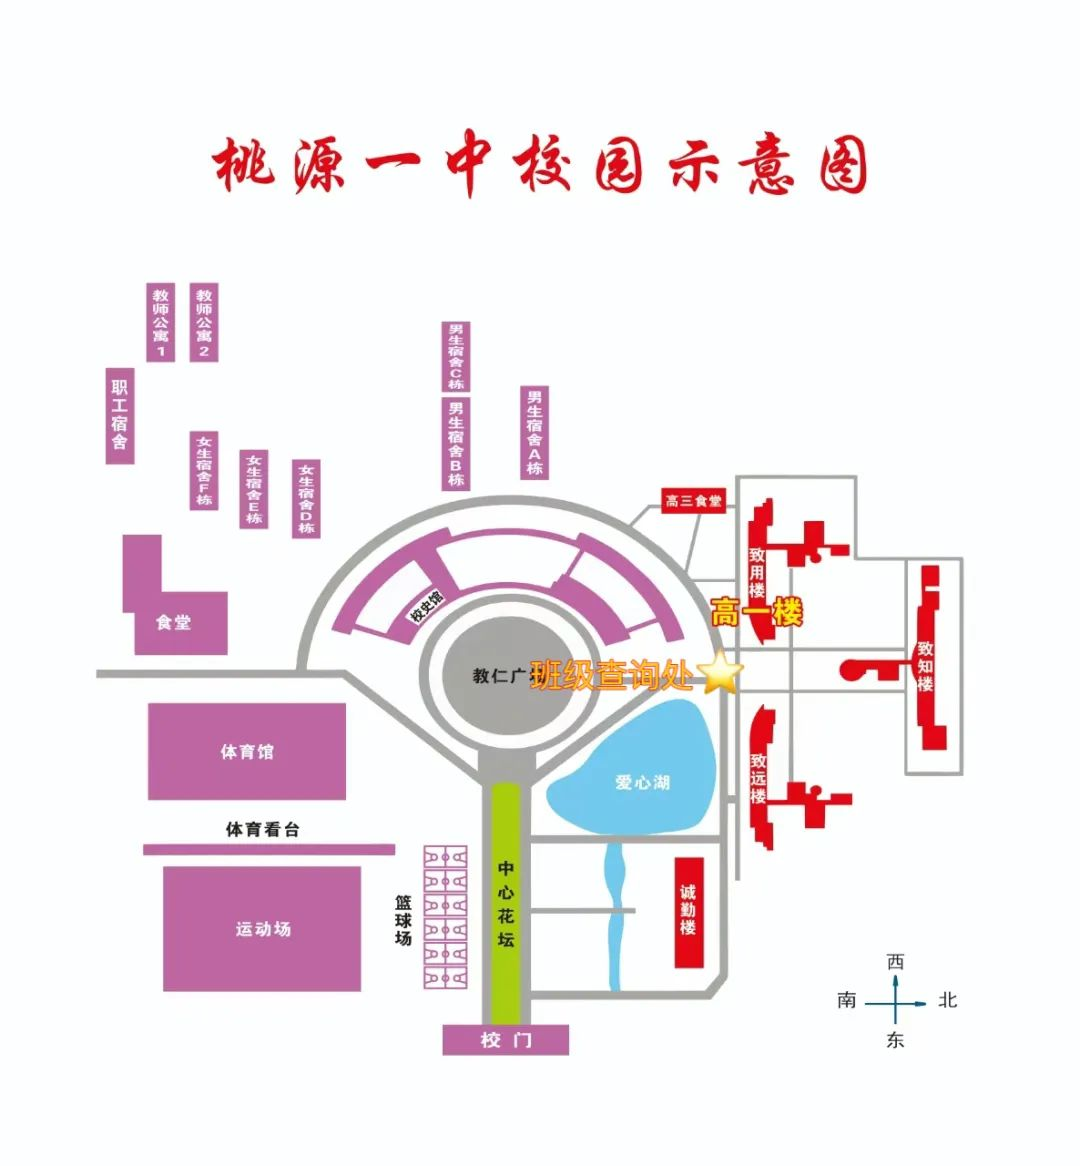 桃源一中校园示意图
教师公寓1
教师公寓2
男生宿舍C栋
职工宿舍
男生宿舍A栋
男生宿舍B栋
女生宿舍F栋
女生宿舍E栋
女生宿舍D栋
高三食堂
致用楼
校史馆
高一楼
食堂
致知楼
教仁广
班级查询处
体育馆
爱心湖
致远楼
体育看台
中心花坛
诚勤楼
篮球场
运动场
西
南
北
东
校门